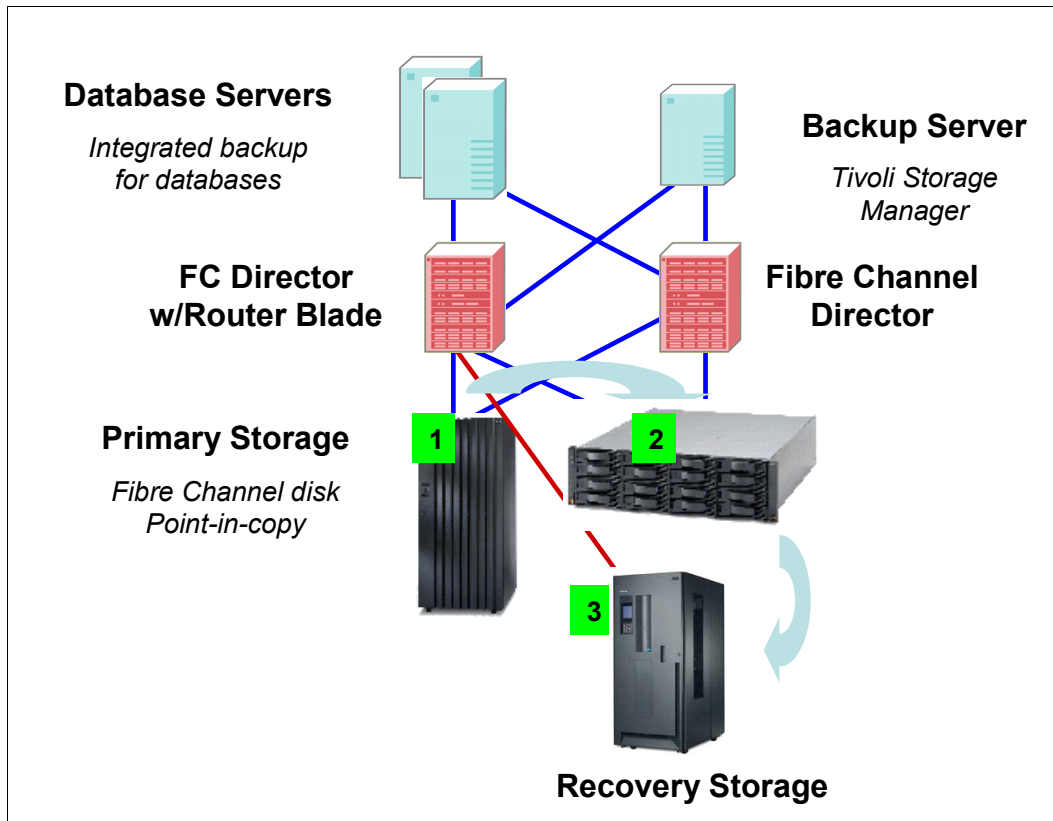 Database Servers
Integrated backup
for databases
Backup Server
Tivoli Storage
Manager
FC Director
w/Router Blade
Fibre Channel
Director
Primary Storage
Fibre Channel disk
Point-in-copy
1
2
3
Recovery Storage